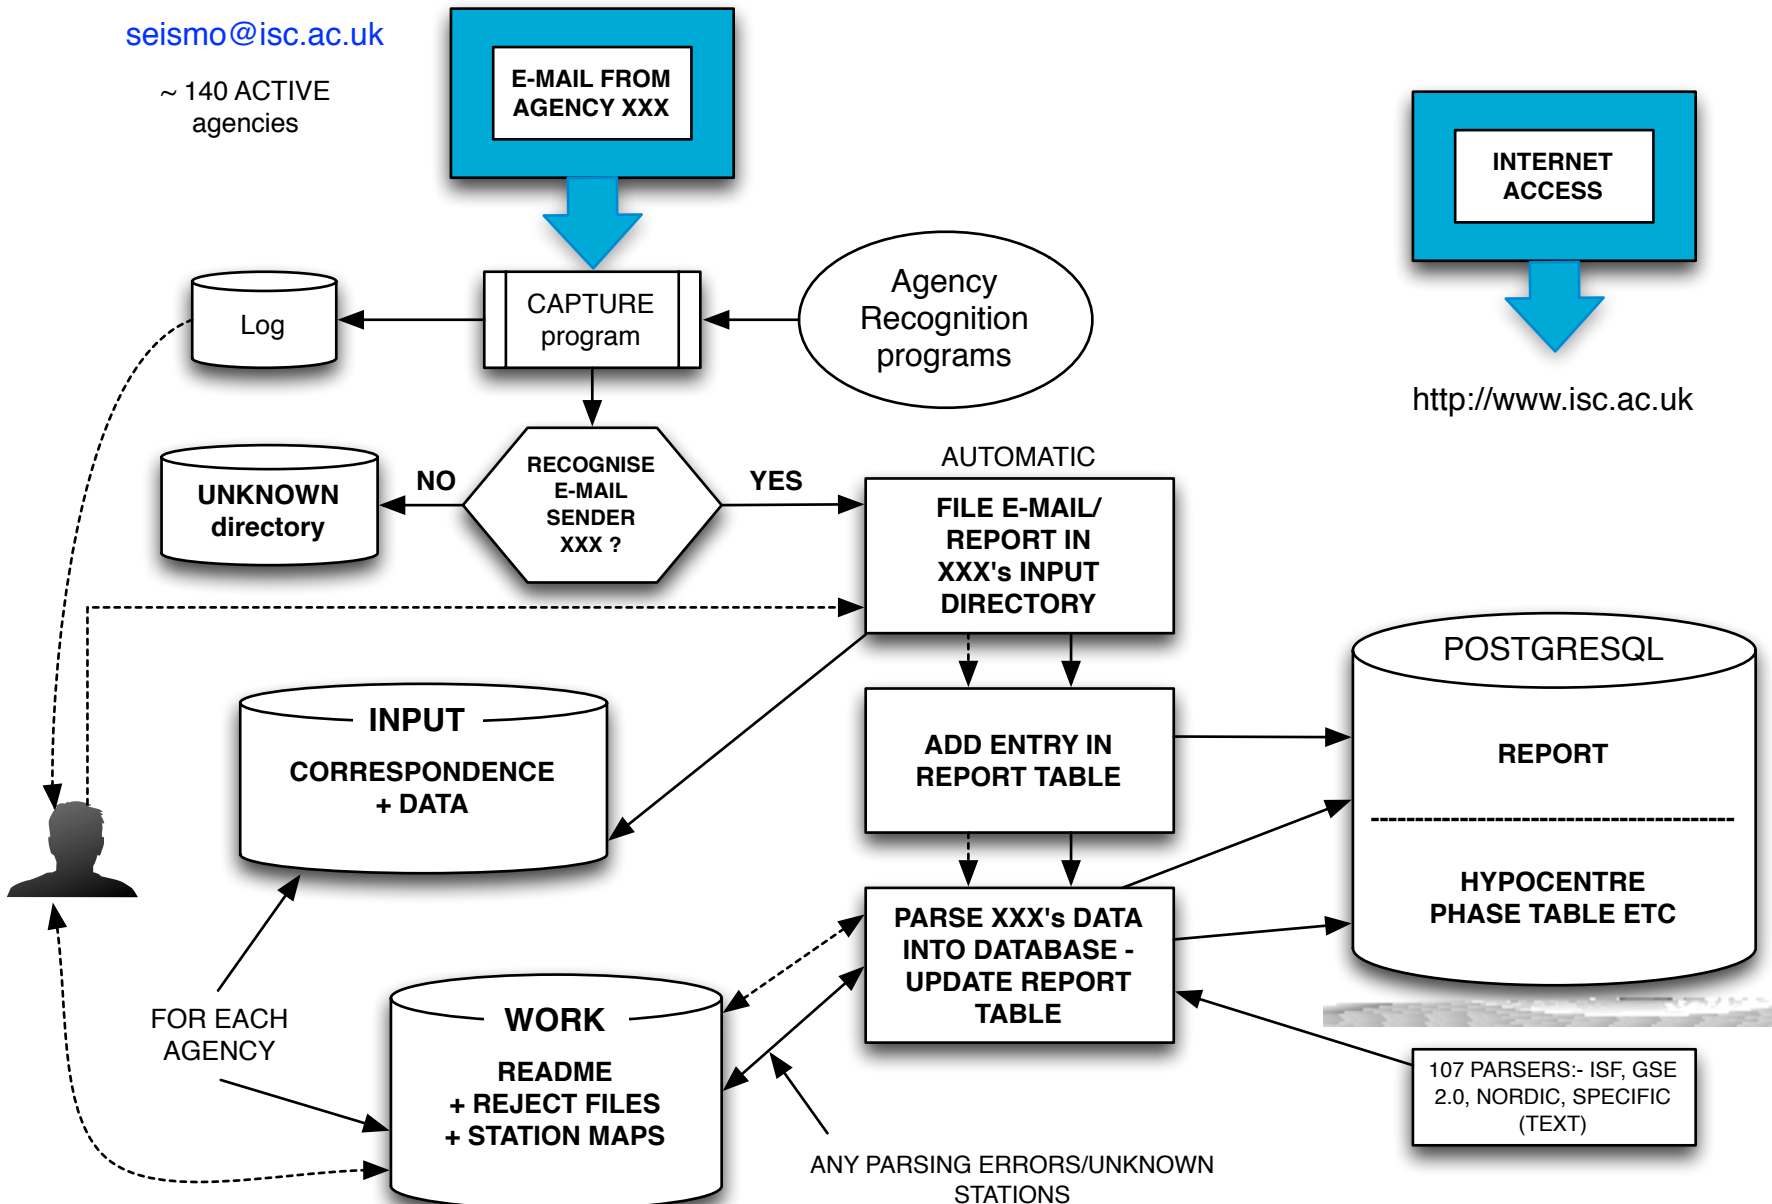 seismo@isc.ac.uk
~ 140 ACTIVE
agencies
E-MAIL FROM
AGENCY XXX
INTERNET
ACCESS
http://www.isc.ac.uk
Log
CAPTURE
program
Agency
Recognition
programs
UNKNOWN
directory
NO
RECOGNISE
E-MAIL
SENDER
XXX ?
YES
AUTOMATIC
FILE E-MAIL/
REPORT IN
XXX's INPUT
DIRECTORY
INPUT
CORRESPONDENCE
+ DATA
ADD ENTRY IN
REPORT TABLE
POSTGRESQL
REPORT
HYPOCENTRE
PHASE TABLE ETC
PARSE XXX's DATA
INTO DATABASE -
UPDATE REPORT
TABLE
FOR EACH
AGENCY
WORK
README
+ REJECT FILES
+ STATION MAPS
107 PARSERS:- ISF, GSE
2.0, NORDIC, SPECIFIC
(TEXT)
ANY PARSING ERRORS/UNKNOWN
STATIONS